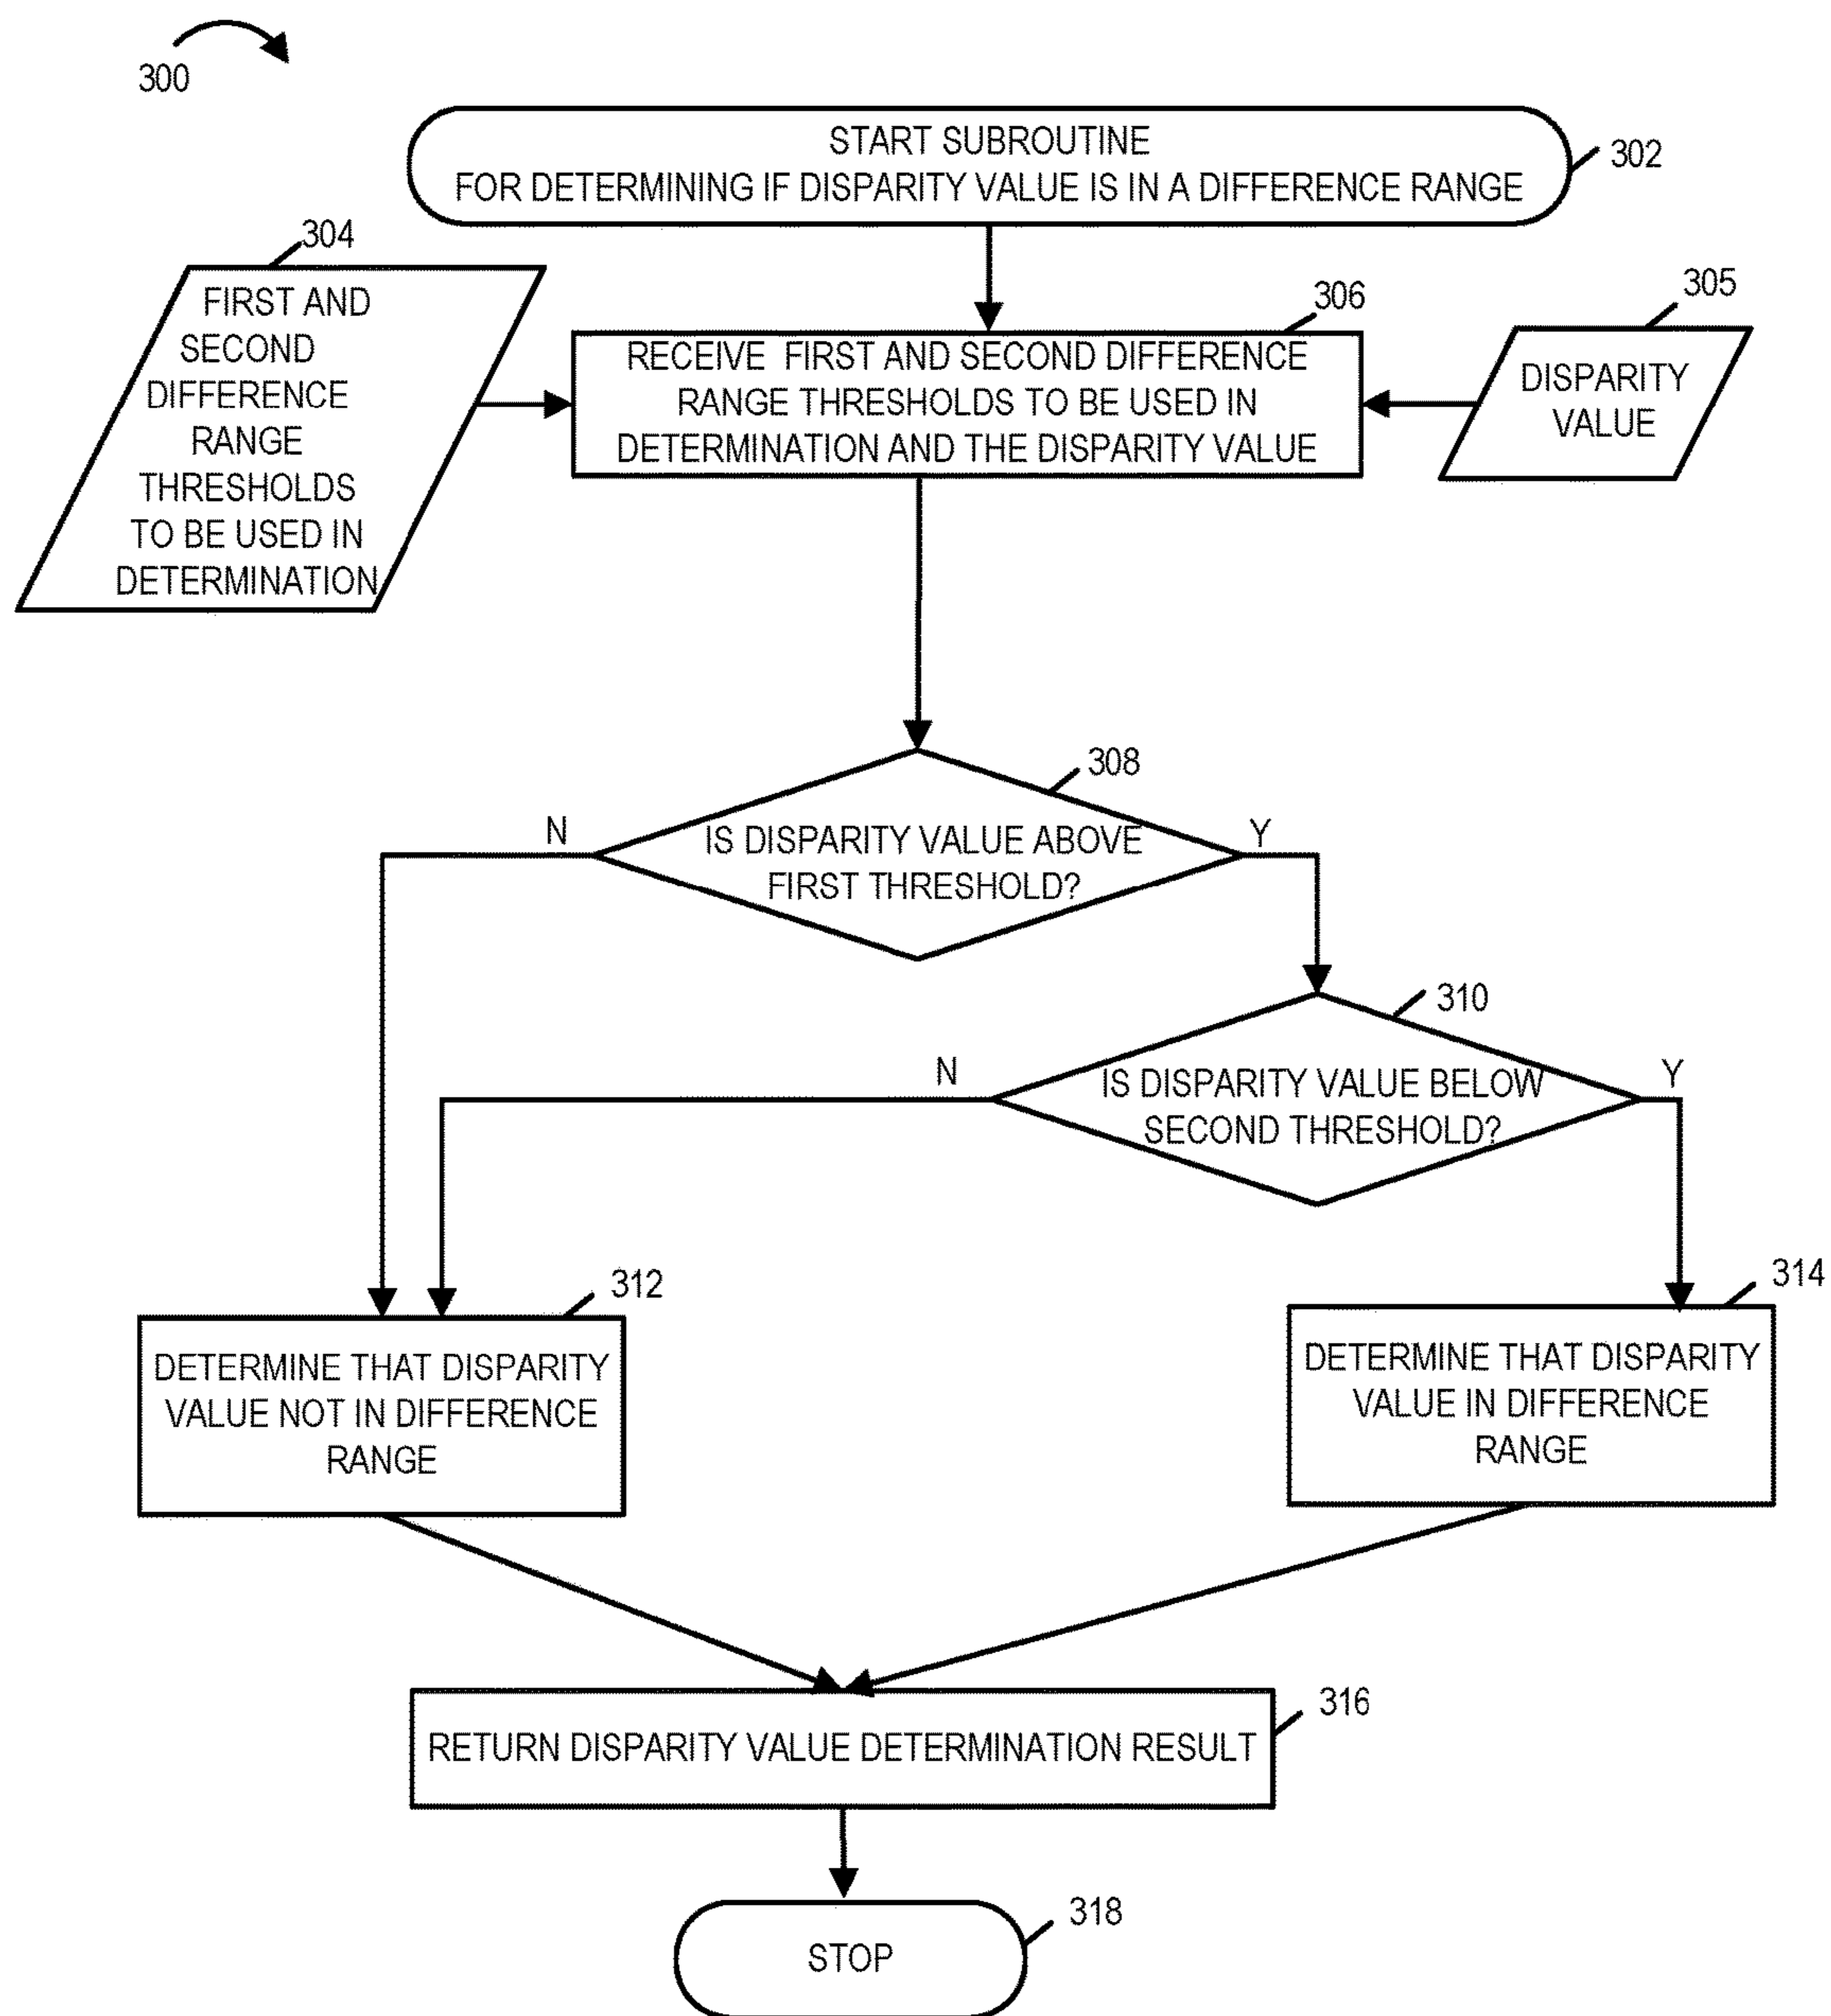 300
START SUBROUTINE
FOR DETERMINING IF DISPARITY VALUE IS IN A DIFFERENCE RANGE
302
304
FIRST AND
SECOND
DIFFERENCE
RANGE
THRESHOLDS
TO BE USED IN
DETERMINATION
306
RECEIVE FIRST AND SECOND DIFFERENCE
RANGE THRESHOLDS TO BE USED IN
DETERMINATION AND THE DISPARITY VALUE
305
DISPARITY
VALUE
308
N
IS DISPARITY VALUE ABOVE
FIRST THRESHOLD?
Y
310
N
IS DISPARITY VALUE BELOW
SECOND THRESHOLD?
Y
312
DETERMINE THAT DISPARITY
VALUE NOT IN DIFFERENCE
RANGE
314
DETERMINE THAT DISPARITY
VALUE IN DIFFERENCE
RANGE
316
RETURN DISPARITY VALUE DETERMINATION RESULT
318
STOP